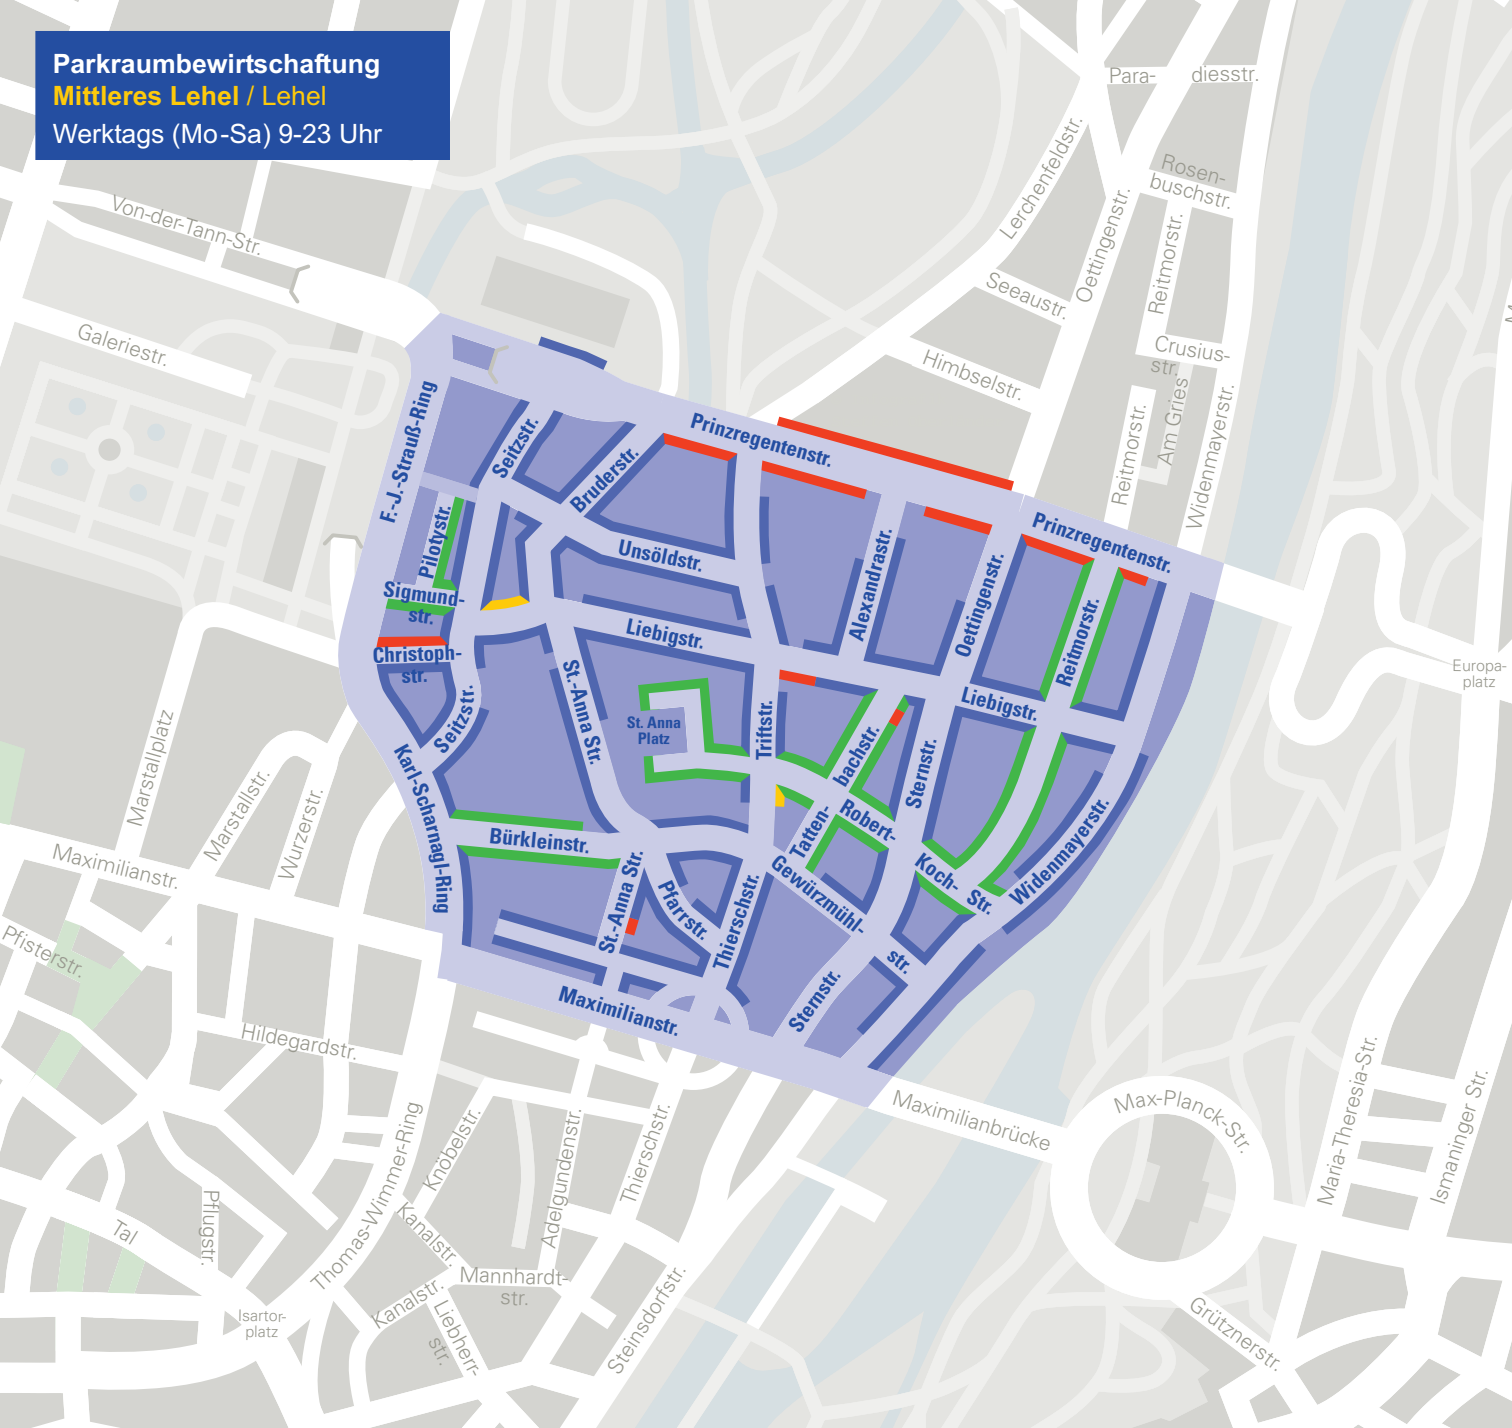 Parkraumbewirtschaftung
Mittleres Lehel / Lehel
Werktags (Mo-Sa) 9-23 Uhr
Para-
diesstr.
Lerchenfeldstr.
Rosen-
buschstr.
Oettingenstr.
Reitmorstr.
Von-der-Tann-Str.
Seeaustr.
Galeriestr.
Himbselstr.
Crusius-
str.
Am Gries
Reitmorstr.
Widenmayerstr.
F.-J.-Strauß-Ring
Seitzstr.
Bruderstr.
Prinzregentenstr.
Prinzregentenstr.
Pilotystr.
Unsöldstr.
Alexandrastr.
Oettingenstr.
Reitmorstr.
Sigmund-
str.
Liebigstr.
Christoph-
str.
Seitzstr.
St.-Anna Str.
St. Anna
Platz
Triftstr.
Liebigstr.
Europa-
platz
Marstallplatz
Karl-Scharnagl-Ring
bachstr.
Tatten-
Sternstr.
Marstallstr.
Wurzerstr.
Bürkleinstr.
Robert-
Koch-
Str.
Widenmayerstr.
Maximilianstr.
St.-Anna Str.
Pfarrstr.
Thierschstr.
Gewürzmühl-
str.
Pfisterstr.
Sternstr.
Maximilianstr.
Hildegardstr.
Maximilianbrücke
Max-Planck-Str.
Maria-Theresia-Str.
Ismaninger Str.
Thomas-Wimmer-Ring
Knöbelstr.
Adelgundenstr.
Thierschstr.
Pflugstr.
Tal
Kanalstr.
Mannhardt-
str.
Kanalstr.
Liebherr-
str.
Steinsdorfstr.
Isartor-
platz
Grütznerstr.